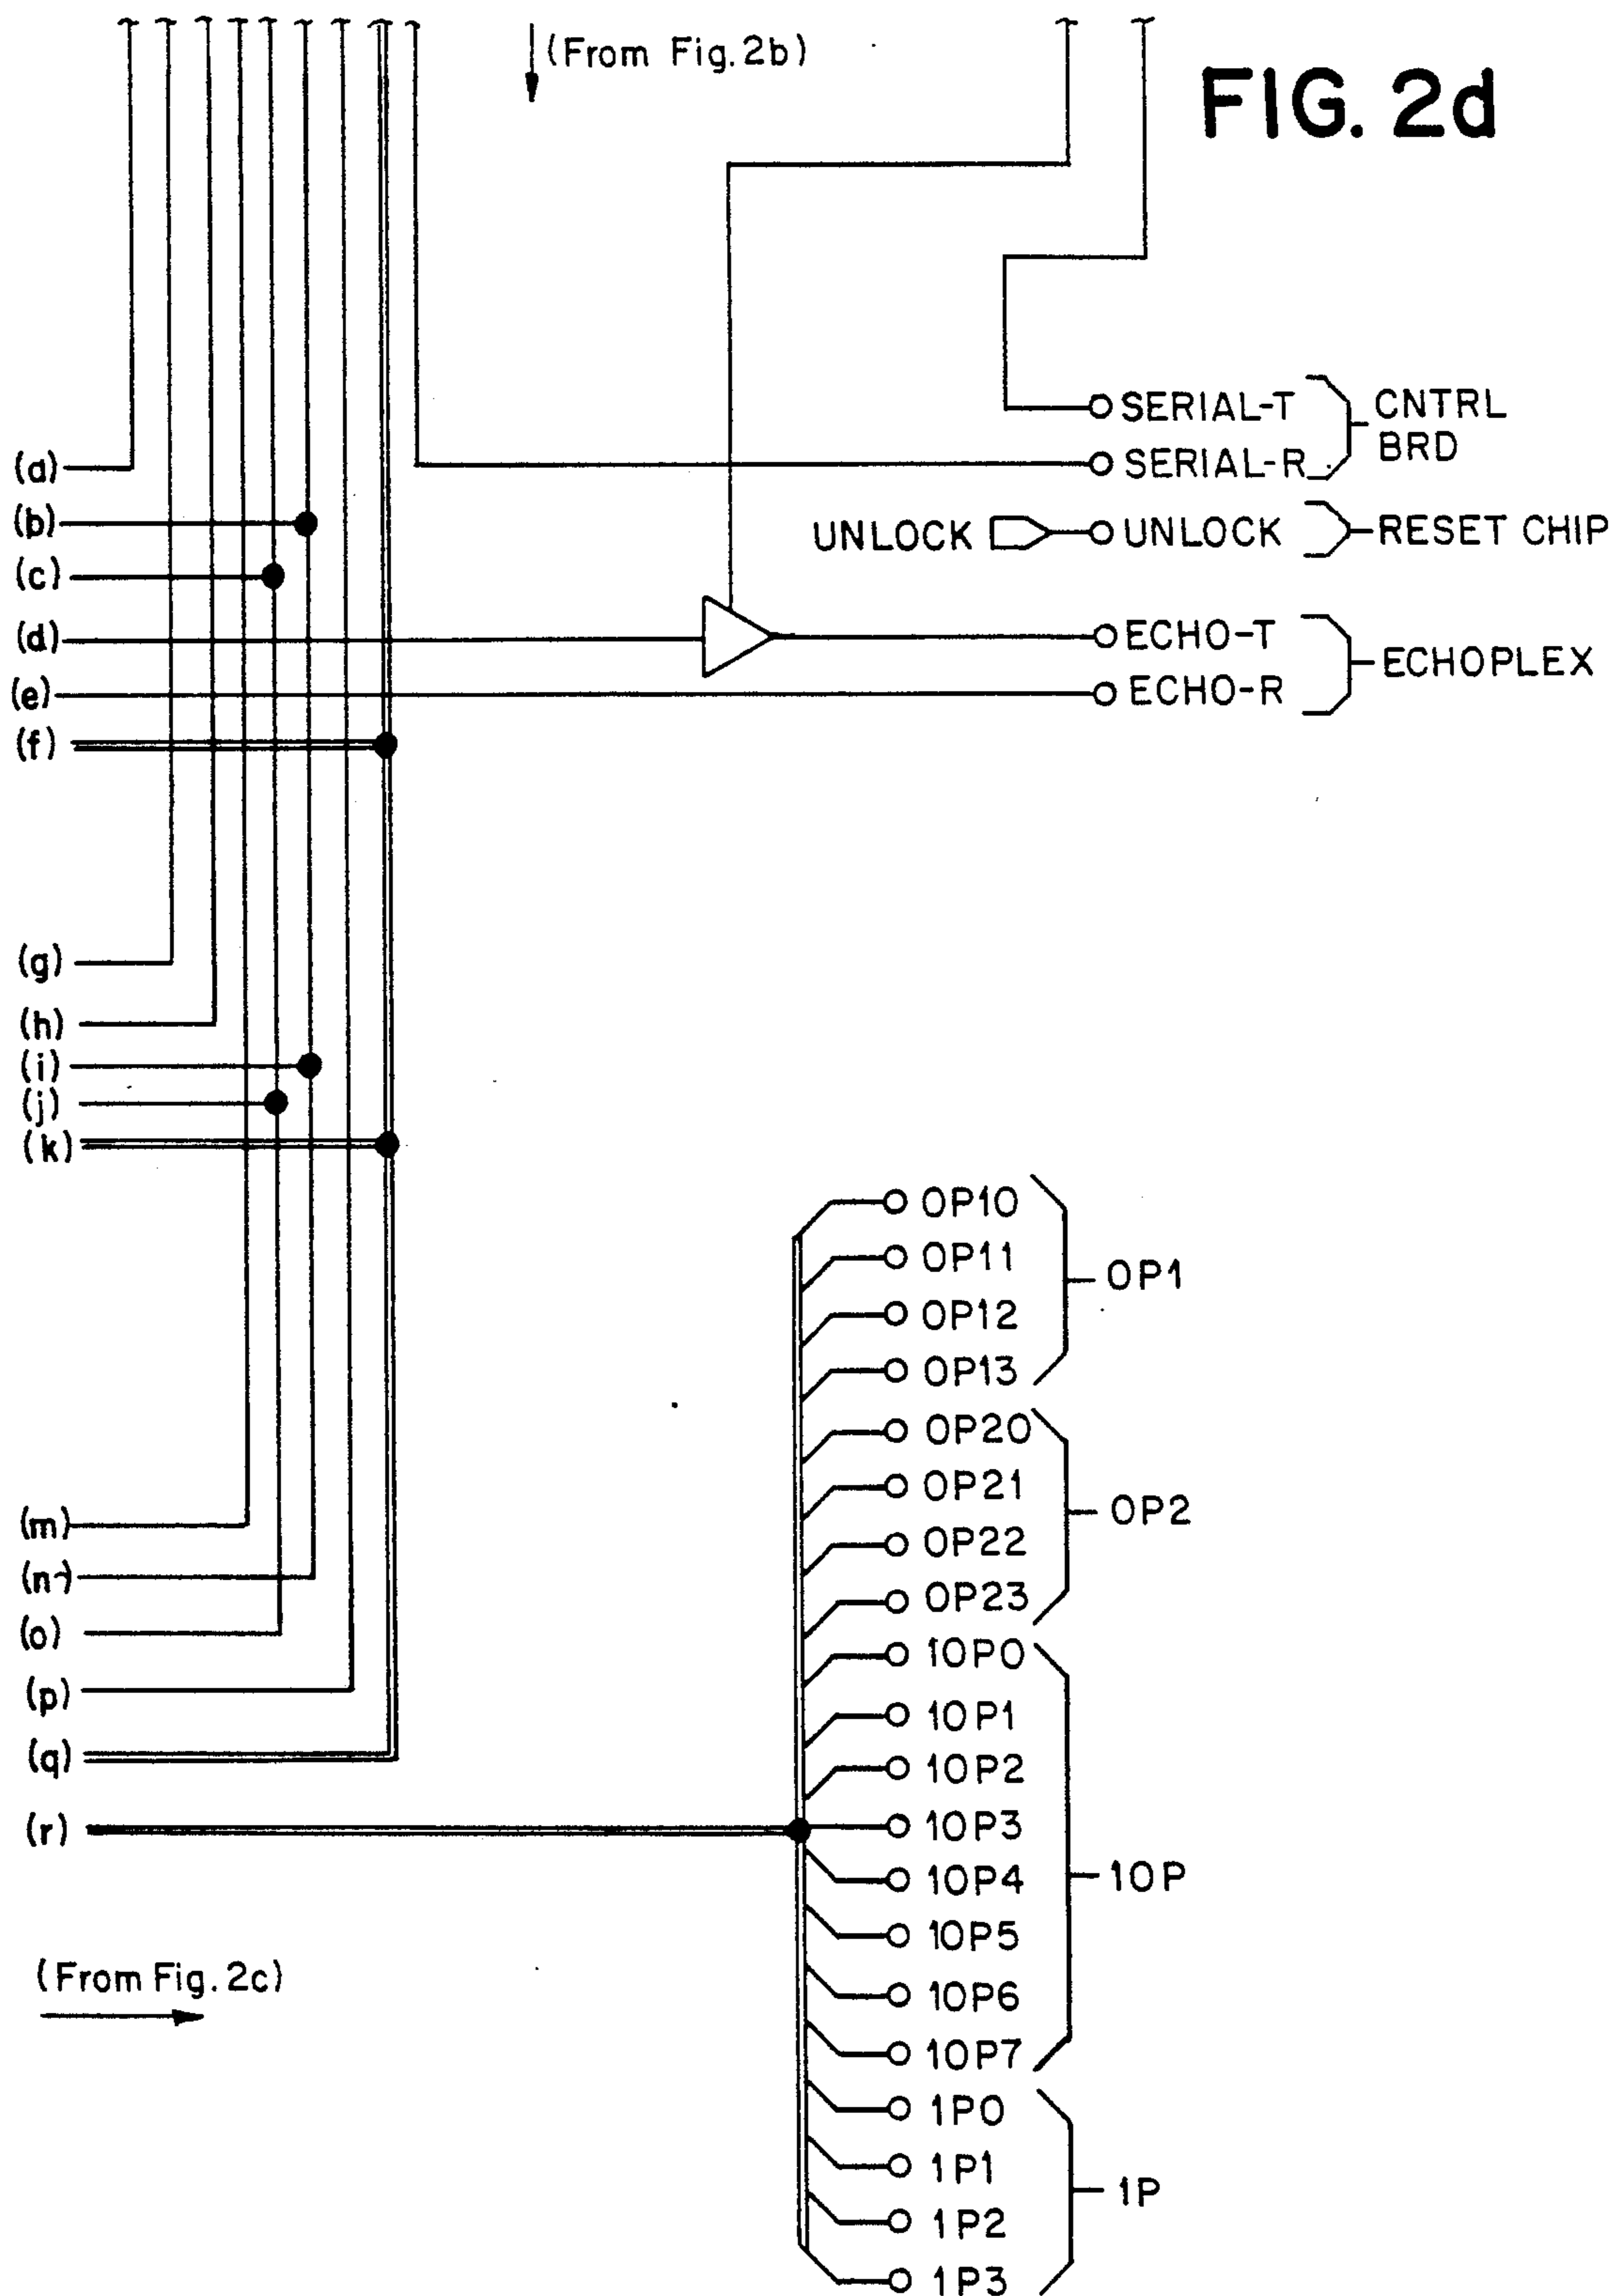 (From Fig. 2b)
FIG. 2d
SERIAL-T
CNTRL
BRD
SERIAL-R
(a)
(b)
UNLOCK
UNLOCK
RESET CHIP
(c)
(d)
ECHO-T
ECHOPLEX
(e)
ECHO-R
(f)
(g)
(h)
(i)
(j)
(k)
OP10
OP11
OP1
OP12
OP13
OP20
OP21
OP2
OP22
OP23
(m)
(n)
(o)
(p)
(q)
(r)
10P0
10P1
10P2
10P3
10P4
10P
10P5
10P6
10P7
(From Fig. 2c)
1P0
1P1
1P
1P2
1P3